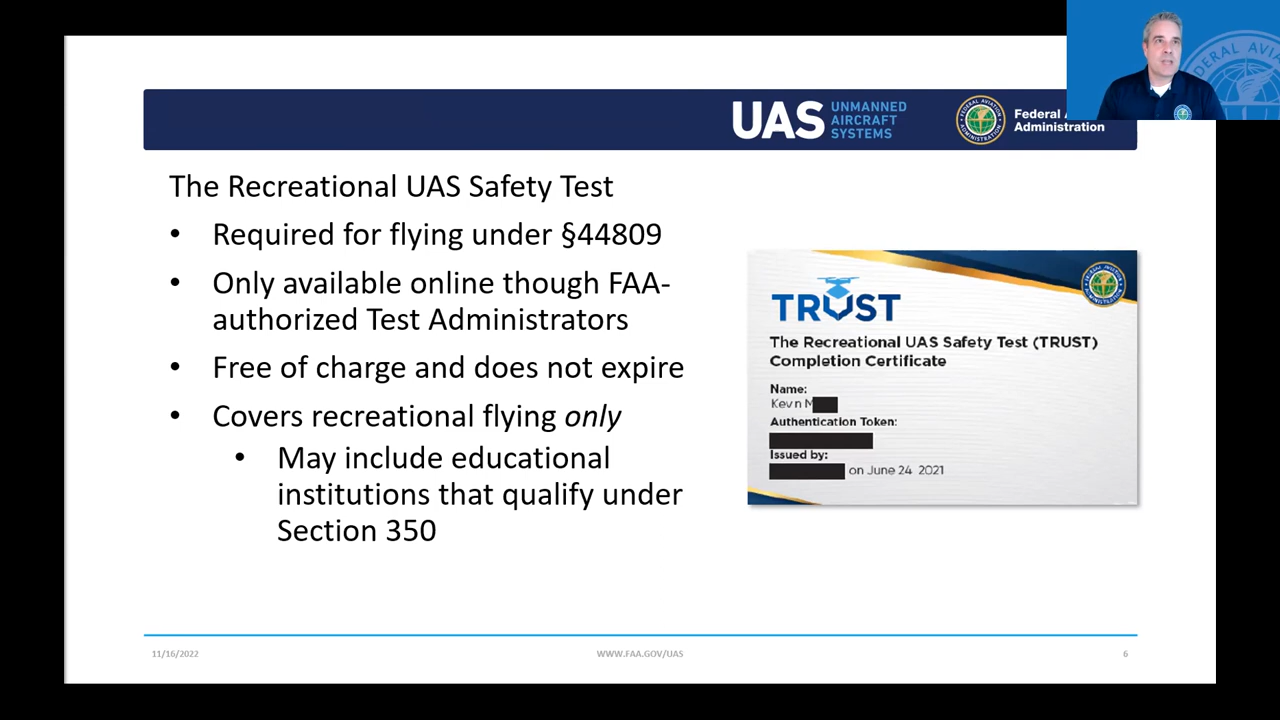 UAS UNMANNED
AIRCRAFT
SYSTEMS
Federal
Administration
The Recreational UAS Safety Test
• Required for flying under §44809
• Only available online though FAA-
authorized Test Administrators
• Free of charge and does not expire
• Covers recreational flying only
• May include educational
institutions that qualify under
Section 350
TRUST
The Recreational UAS Safety Test (TRUST)
Completion Certificate
Name:
Kevin M
Authentication Token:
Issued by:
on June 24 2021
11/16/2022
WWW.FAA.GOV/UAS
6